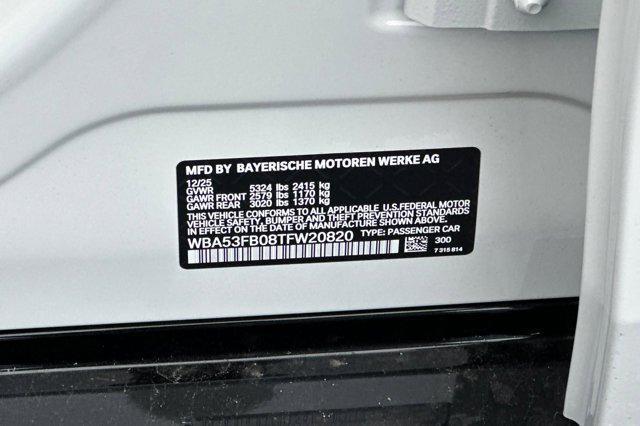 MFD BY BAYERISCHE MOTOREN WERKE AG
12/25
GVWR 5324 lbs 2415 kg
GAWR FRONT 2579 lbs 1170 kg
GAWR REAR 3020 lbs 1370 kg
THIS VEHICLE CONFORMS TO ALL APPLICABLE U.S.FEDERAL MOTOR
VEHICLE SAFETY, BUMPER AND THEFT PREVENTION STANDARDS
IN EFFECT ON THE DATE OF MANUFACTURE SHOWN ABOVE.
WBA53FB08TFW20820 TYPE: PASSENGER CAR
300
7 315 814